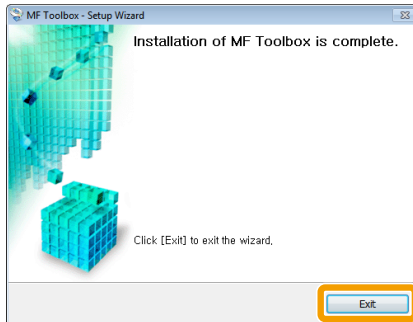 MF Toolbox - Setup Wizard
Installation of MF Toolbox is complete.
Click [Exit] to exit the wizard.
Exit